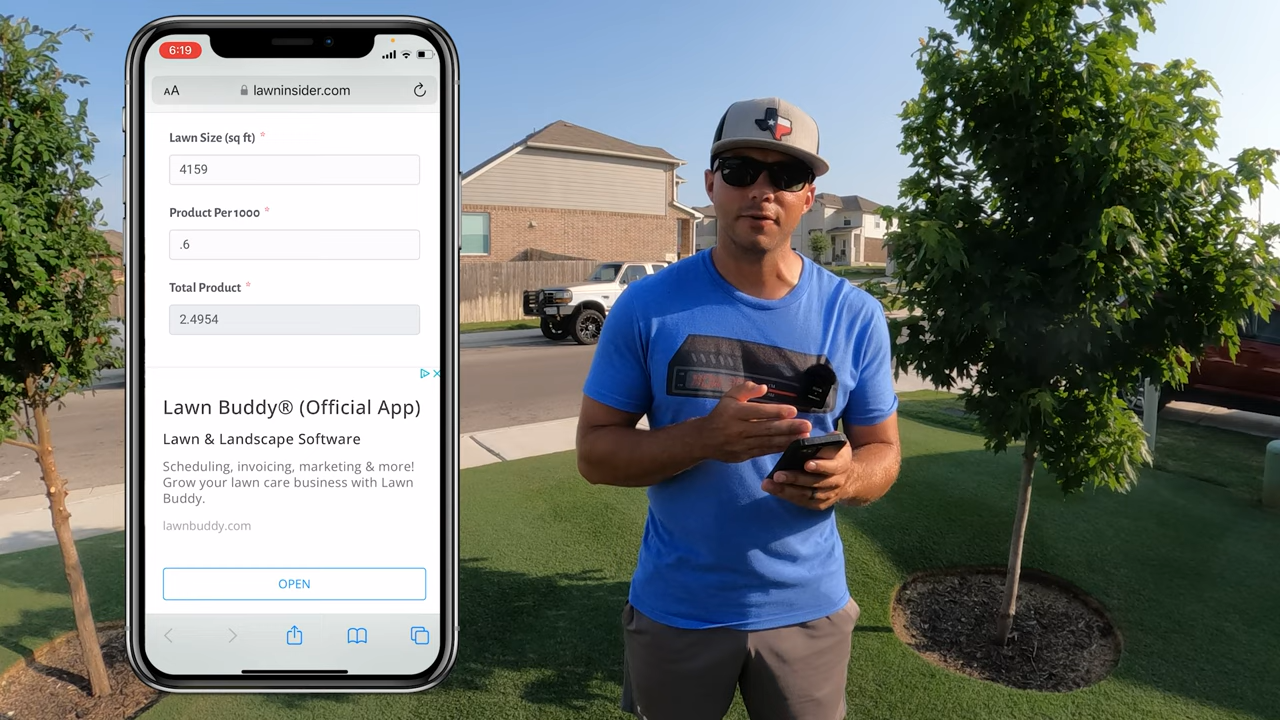 6:19
AA
lawninsider.com
Lawn Size (sq ft) *
4159
Product Per 1000 *
.6
Total Product *
2.4954
Lawn Buddy® (Official App)
Lawn & Landscape Software
Scheduling, invoicing, marketing & more!
Grow your lawn care business with Lawn
Buddy.
lawnbuddy.com
OPEN